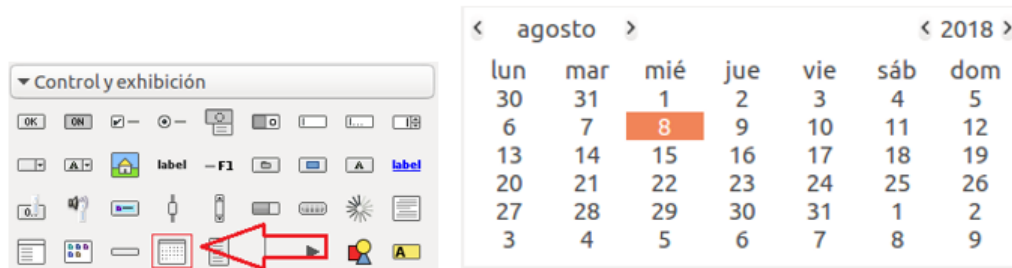 Control y exhibición
OK ON
label F1 A label
0..
A
agosto 2018
lun mar mié jue vie sáb dom
30 31 1 2 3 4 5
6 7 8 9 10 11 12
13 14 15 16 17 18 19
20 21 22 23 24 25 26
27 28 29 30 31 1 2
3 4 5 6 7 8 9